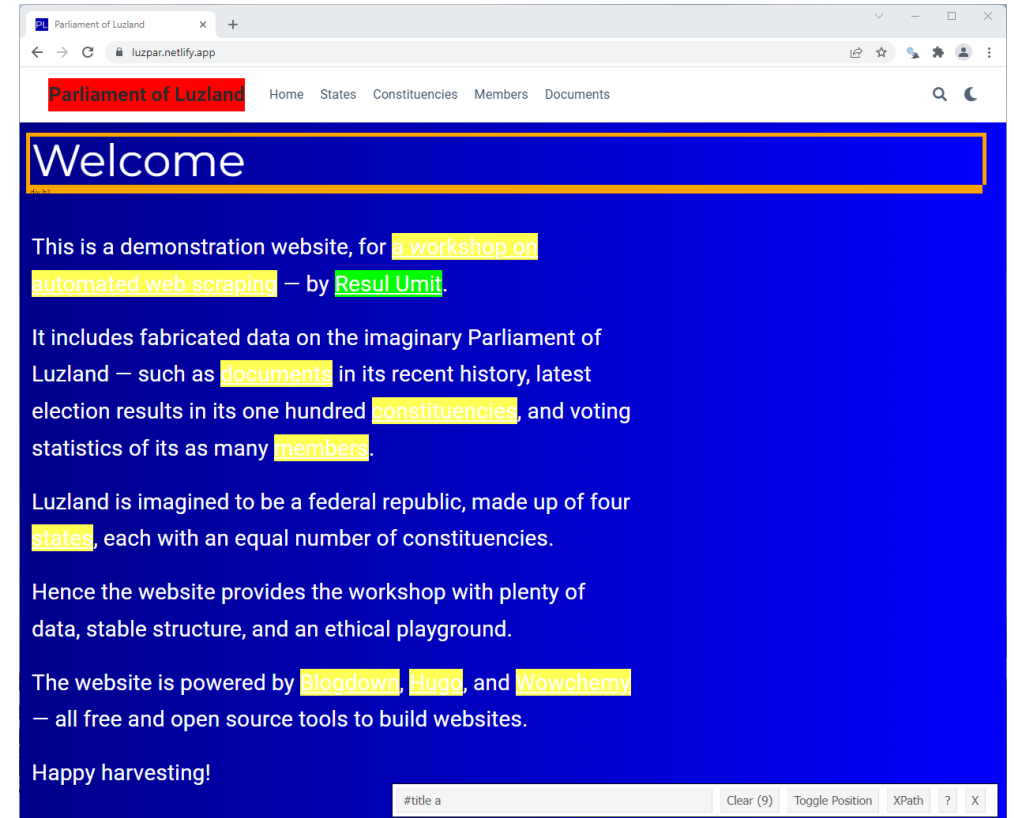 PL Parliament of Luzland
luzpar.netlify.app
Parliament of Luzland Home States Constituencies Members Documents
Welcome
div h1
This is a demonstration website, for a workshop on
automated web scraping — by Resul Umit.
It includes fabricated data on the imaginary Parliament of
Luzland — such as documents in its recent history, latest
election results in its one hundred constituencies, and voting
statistics of its as many members.
Luzland is imagined to be a federal republic, made up of four
states, each with an equal number of constituencies.
Hence the website provides the workshop with plenty of
data, stable structure, and an ethical playground.
The website is powered by Blogdown, Hugo, and Wowchemy
— all free and open source tools to build websites.
Happy harvesting!
#title a Clear (9) Toggle Position XPath ? X